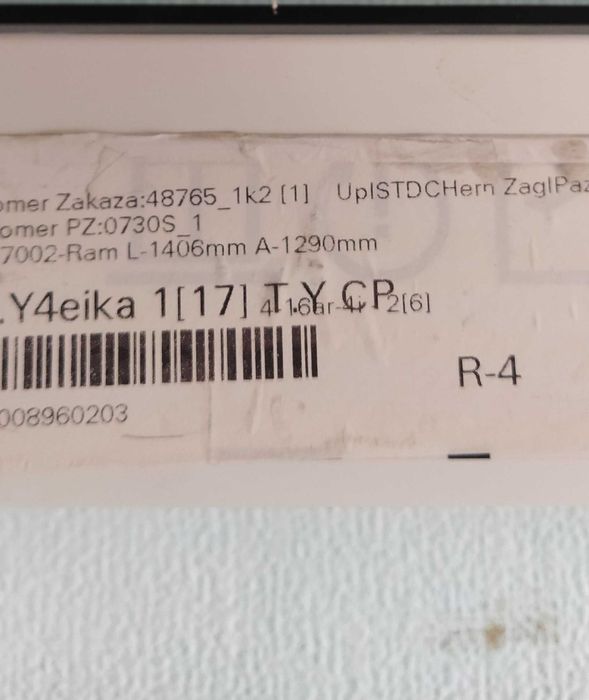 omer Zakaza:48765_1k2 [1] UplSTDCHern ZaglPaz
omer PZ:0730S_1
7002-Ram L-1406mm A-1290mm
.Y4eika 1[17] T.Y.CP 2[6]
R-4
008960203